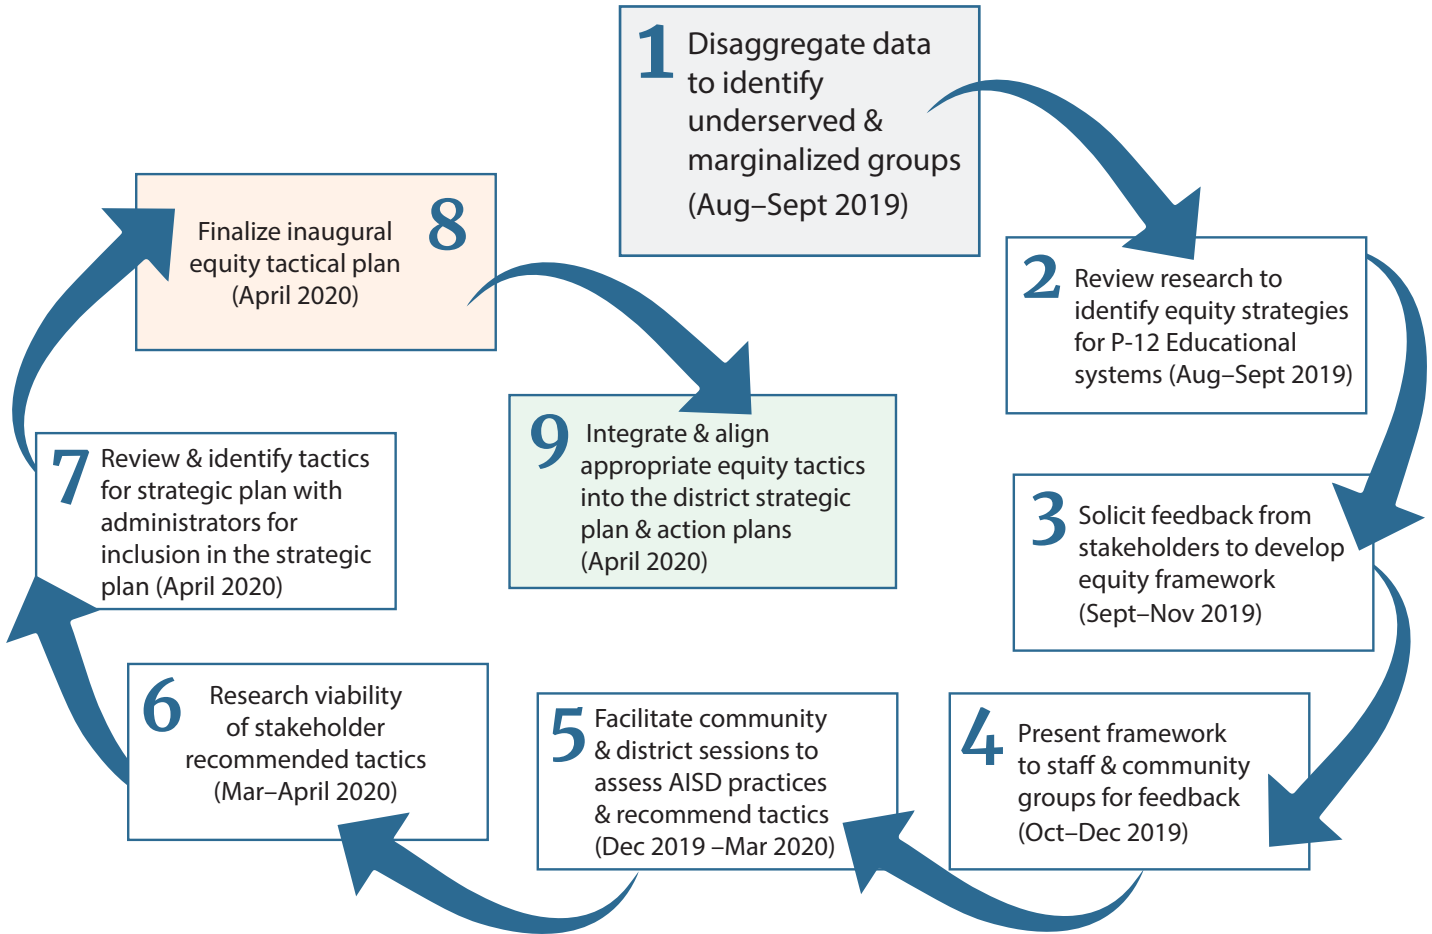 1
Disaggregate data
to identify
underserved &
marginalized groups
(Aug–Sept 2019)
2
Review research to
identify equity strategies
for P-12 Educational
systems (Aug–Sept 2019)
3
Solicit feedback from
stakeholders to develop
equity framework
(Sept–Nov 2019)
4
Present framework
to staff & community
groups for feedback
(Oct–Dec 2019)
5
Facilitate community
& district sessions to
assess AISD practices
& recommend tactics
(Dec 2019 –Mar 2020)
6
Research viability
of stakeholder
recommended tactics
(Mar–April 2020)
7
Review & identify tactics
for strategic plan with
administrators for
inclusion in the strategic
plan (April 2020)
8
Finalize inaugural
equity tactical plan
(April 2020)
9
Integrate & align
appropriate equity tactics
into the district strategic
plan & action plans
(April 2020)